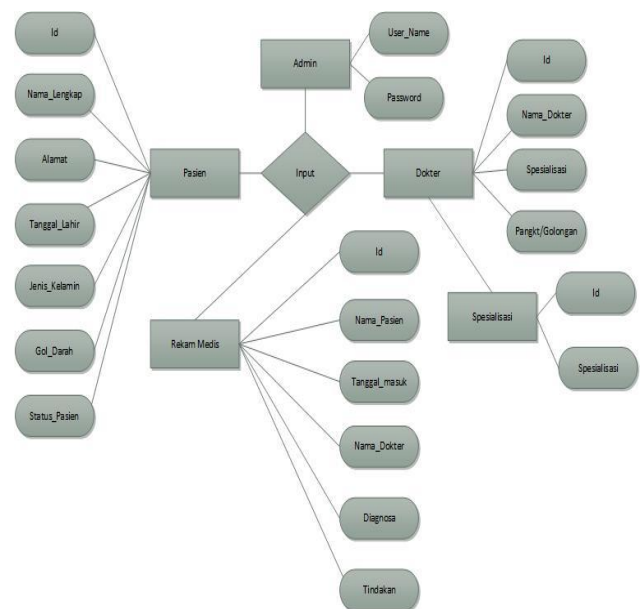 Id
User_Name
Admin
Id
Password
Nama_Lengkap
Nama_Dokter
Alamat
Pasien
Input
Dokter
Spesialisasi
Tanggal_Lahir
Pangkt/Golongan
Id
Jenis_Kelamin
Id
Nama_Pasien
Spesialisasi
Rekam Medis
Gol_Darah
Spesialisasi
Tanggal_masuk
Status_Pasien
Nama_Dokter
Diagnosa
Tindakan